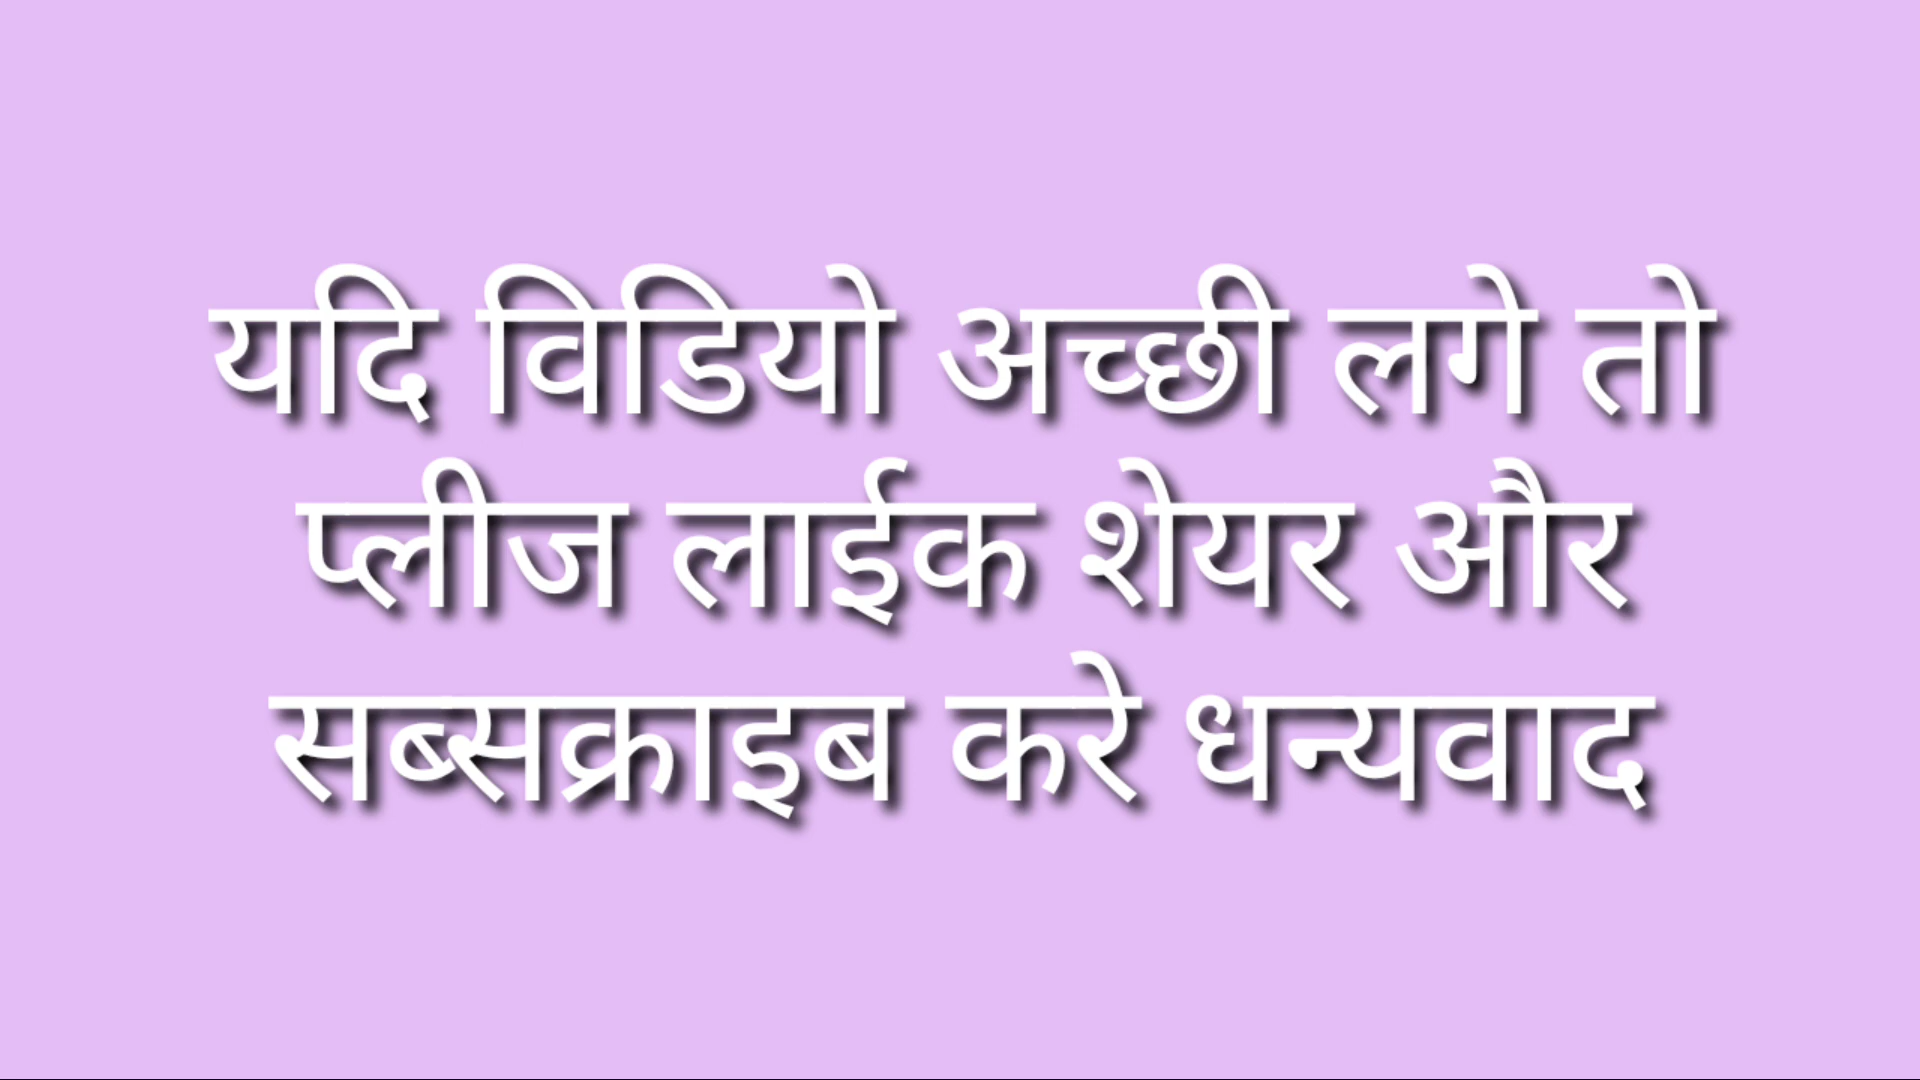 यदि विडियो अच्छी लगे तो
प्लीज लाईक शेयर और
सब्सक्राइब करे धन्यवाद